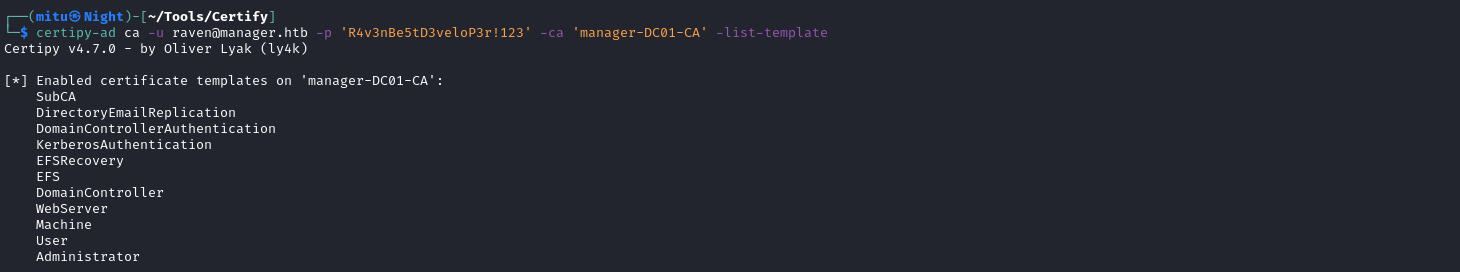 ┌──(mitu㉿Night)-[~/Tools/Certify]
└─$ certipy-ad ca -u raven@manager.htb -p 'R4v3nBe5tD3veloP3r!123' -ca 'manager-DC01-CA' -list-template
Certipy v4.7.0 - by Oliver Lyak (ly4k)
[*] Enabled certificate templates on 'manager-DC01-CA':
SubCA
DirectoryEmailReplication
DomainControllerAuthentication
KerberosAuthentication
EFSRecovery
EFS
DomainController
WebServer
Machine
User
Administrator